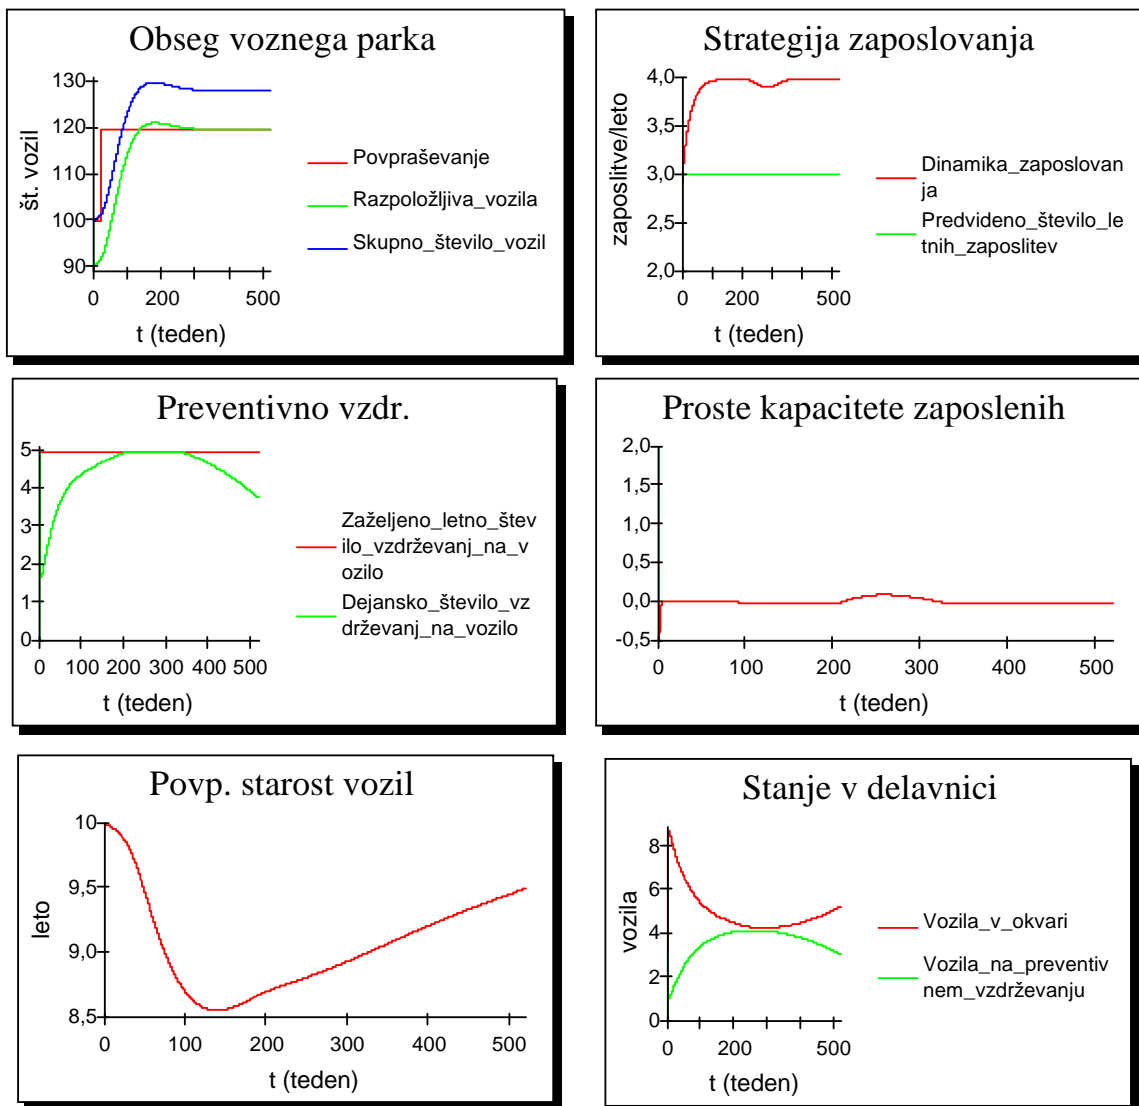 Obseg voznega parka
št. vozil
130
120
110
100
90
0
200
500
t (teden)
Povpraševanje
Razpoložljiva_vozila
Skupno_število_vozil
Strategija zaposlovanja
zaposlitve/leto
4,0
3,5
3,0
2,5
2,0
0
200
500
t (teden)
Dinamika_zaposlovan
ja
Predvideno_število_le
tnih_zaposlitev
Preventivno vzdr.
5
4
3
2
1
0
0 100 200 300 400 500
t (teden)
Zaželjeno_letno_štev
ilo_vzdrževanj_na_v
ozilo
Dejansko_število_vz
drževanj_na_vozilo
Proste kapacitete zaposlenih
2,0
1,5
1,0
0,5
0,0
-0,5
0 100 200 300 400 500
t (teden)
Povp. starost vozil
leto
10
9,5
9,0
8,5
0 100 200 300 400 500
t (teden)
Stanje v delavnici
vozila
8
6
4
2
0
0 200 500
t (teden)
Vozila_v_okvari
Vozila_na_preventiv
nem_vzdrževanju